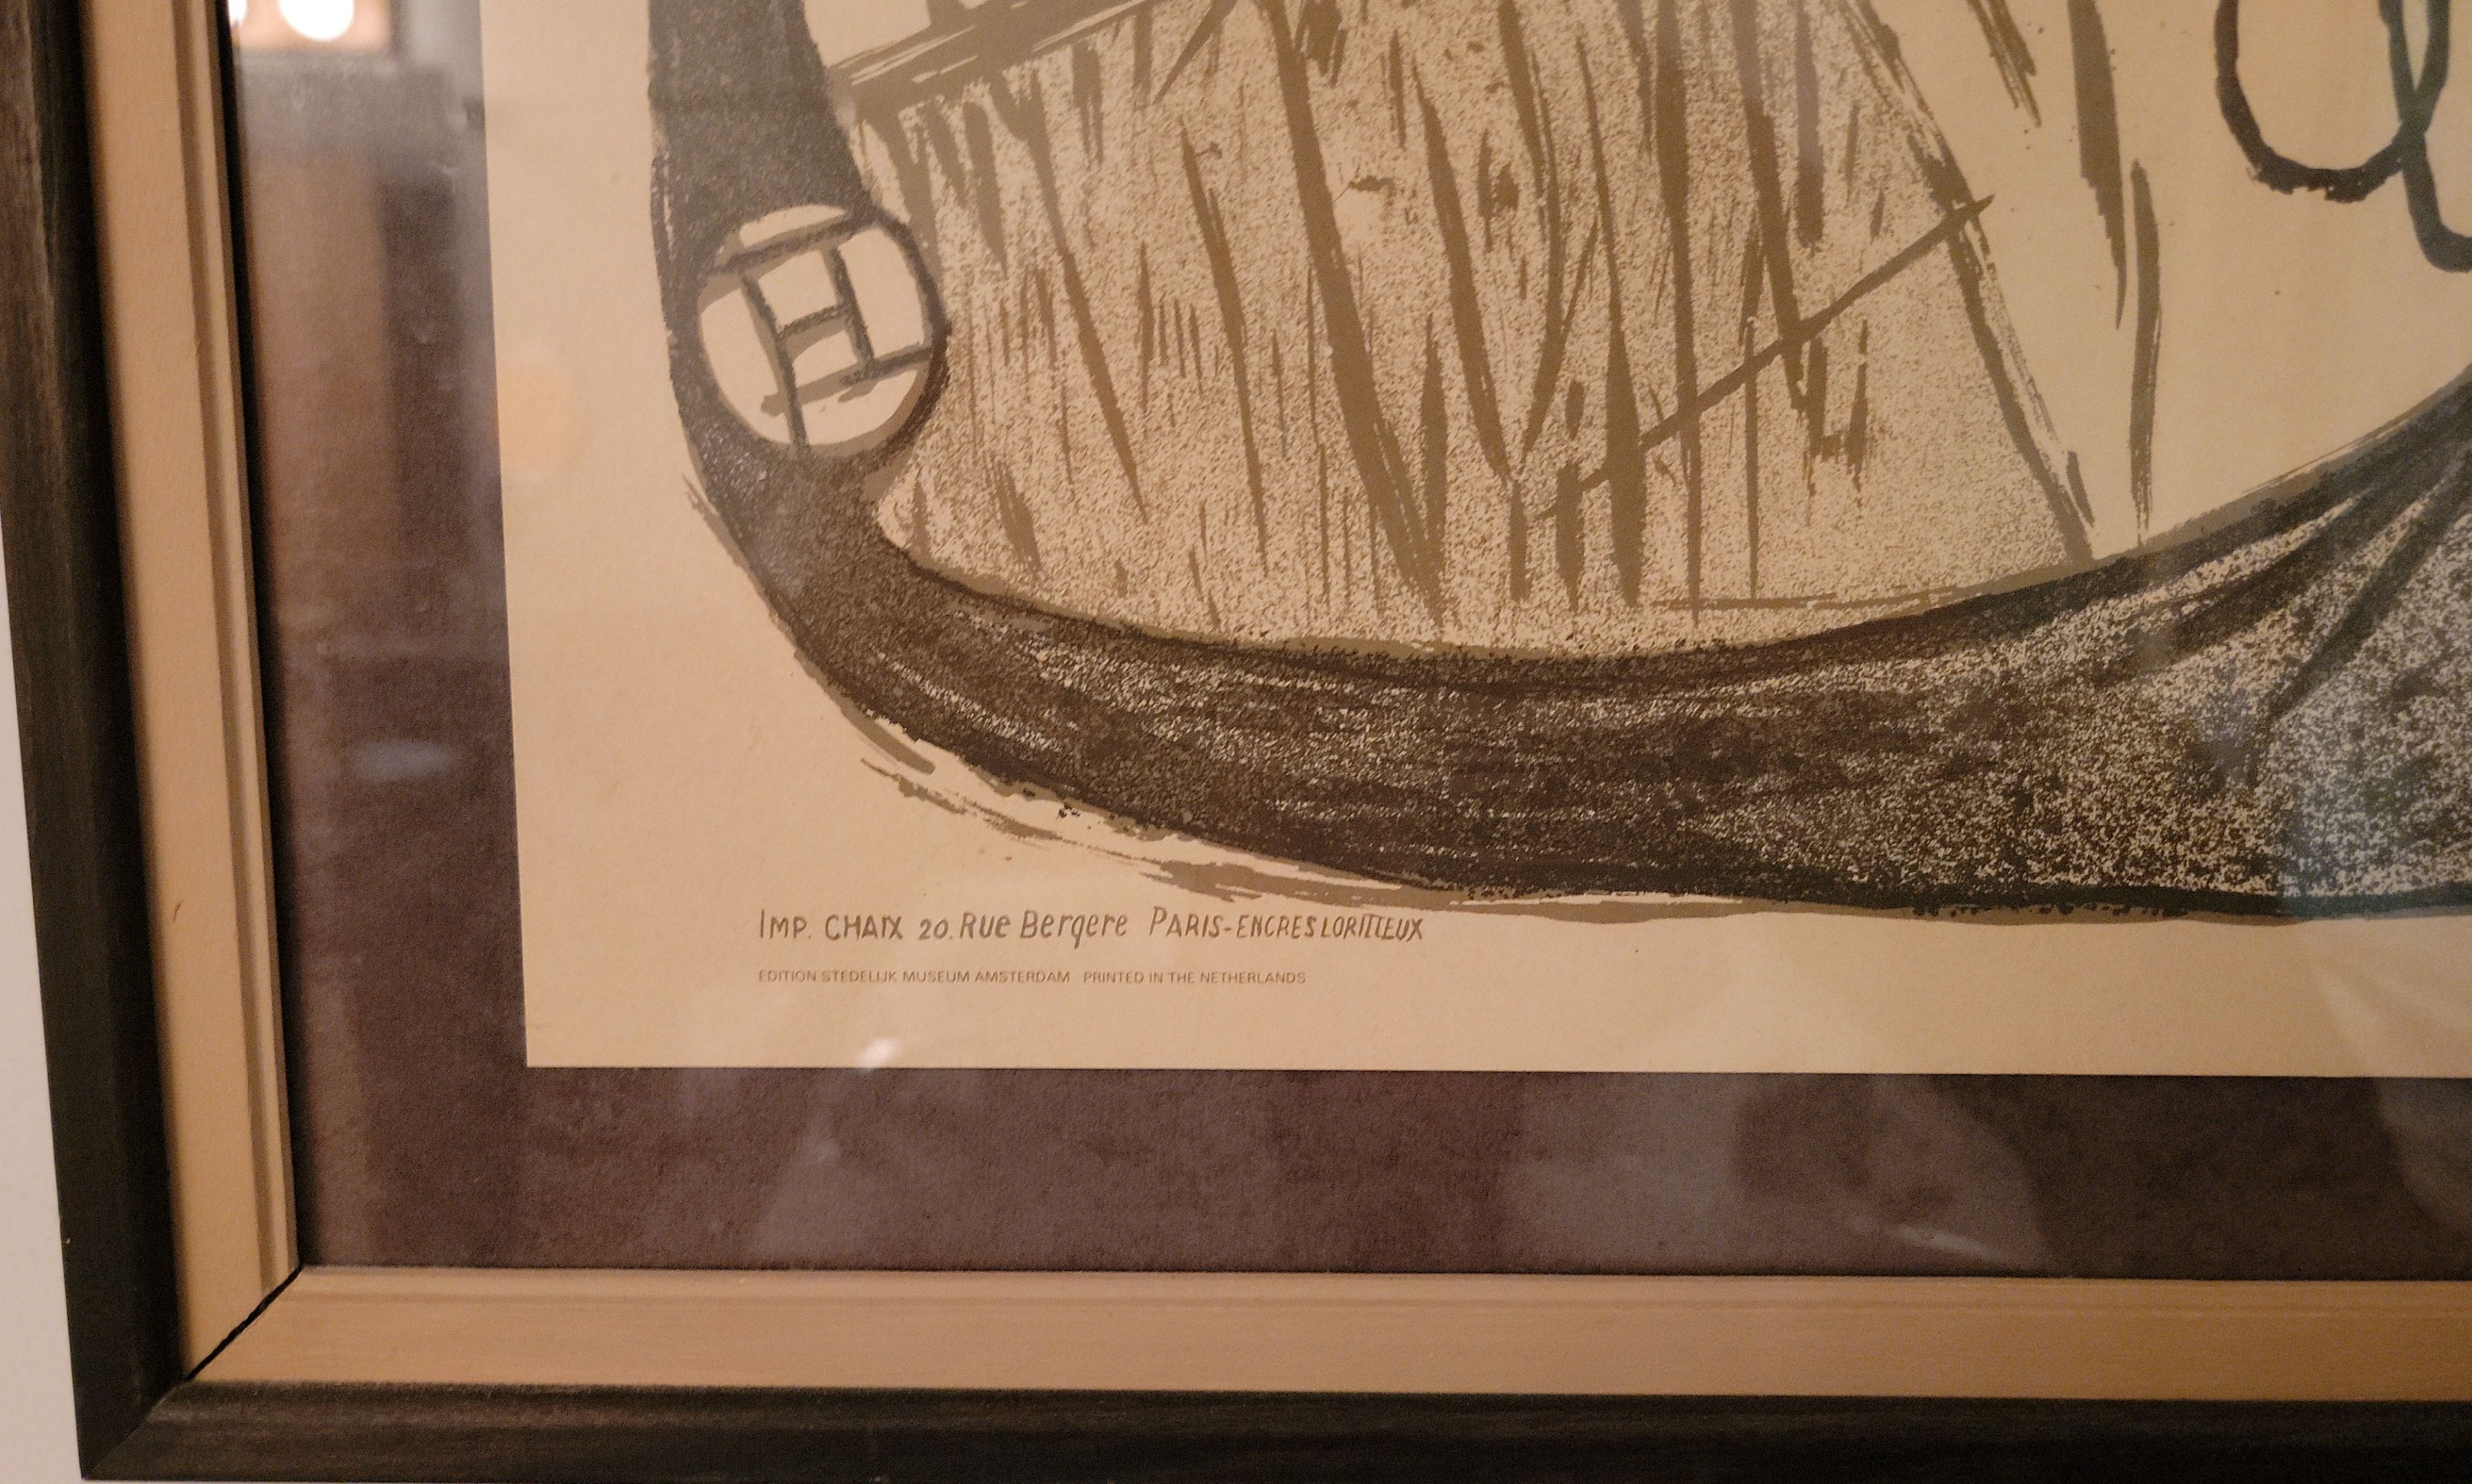 IMP. CHAIX 20. Rue Bergere PARIS-ENCRES LORILLEUX
EDITION STEDELIJK MUSEUM AMSTERDAM PRINTED IN THE NETHERLANDS